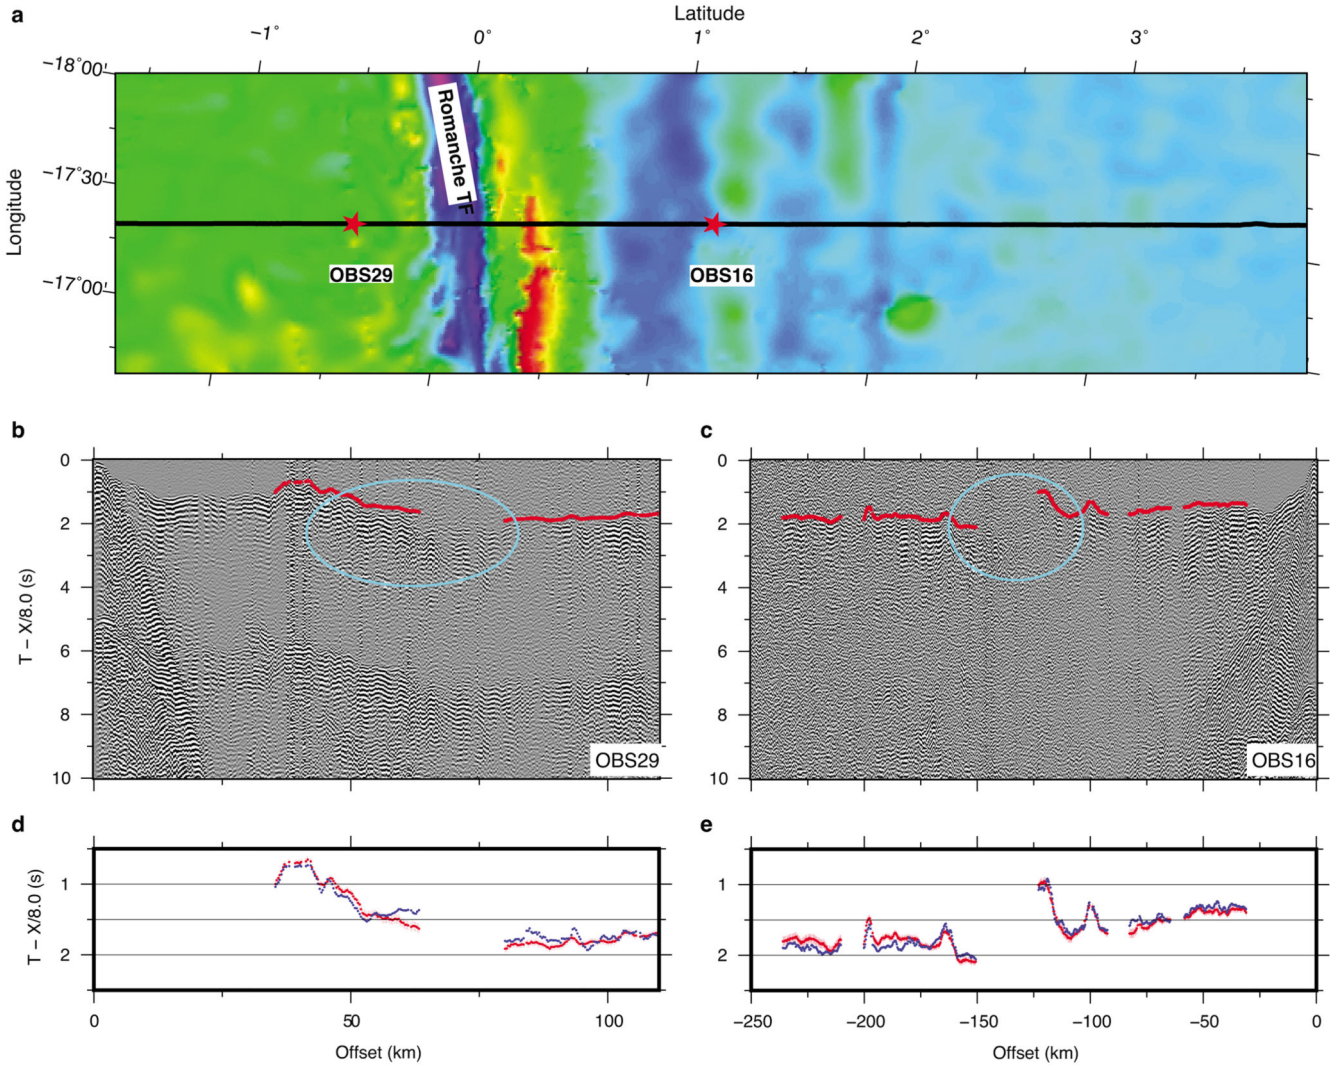 a
Latitude
−1° 0° 1° 2° 3°
−18°00'
−17°30'
−17°00'
Longitude
Romanche TF
OBS29
OBS16
b
c
0
2
4
6
8
10
T − X/8.0 (s)
OBS29
0
2
4
6
8
10
OBS16
d
e
1
2
T − X/8.0 (s)
0 50 100
Offset (km)
1
2
−250 −200 −150 −100 −50 0
Offset (km)